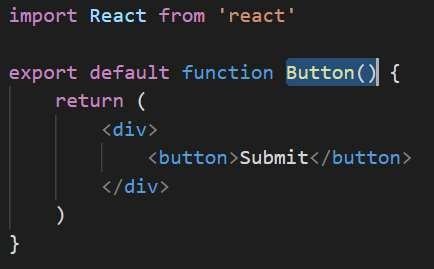 import React from 'react'

export default function Button() {
    return (
        <div>
            <button>Submit</button>
        </div>
    )
}